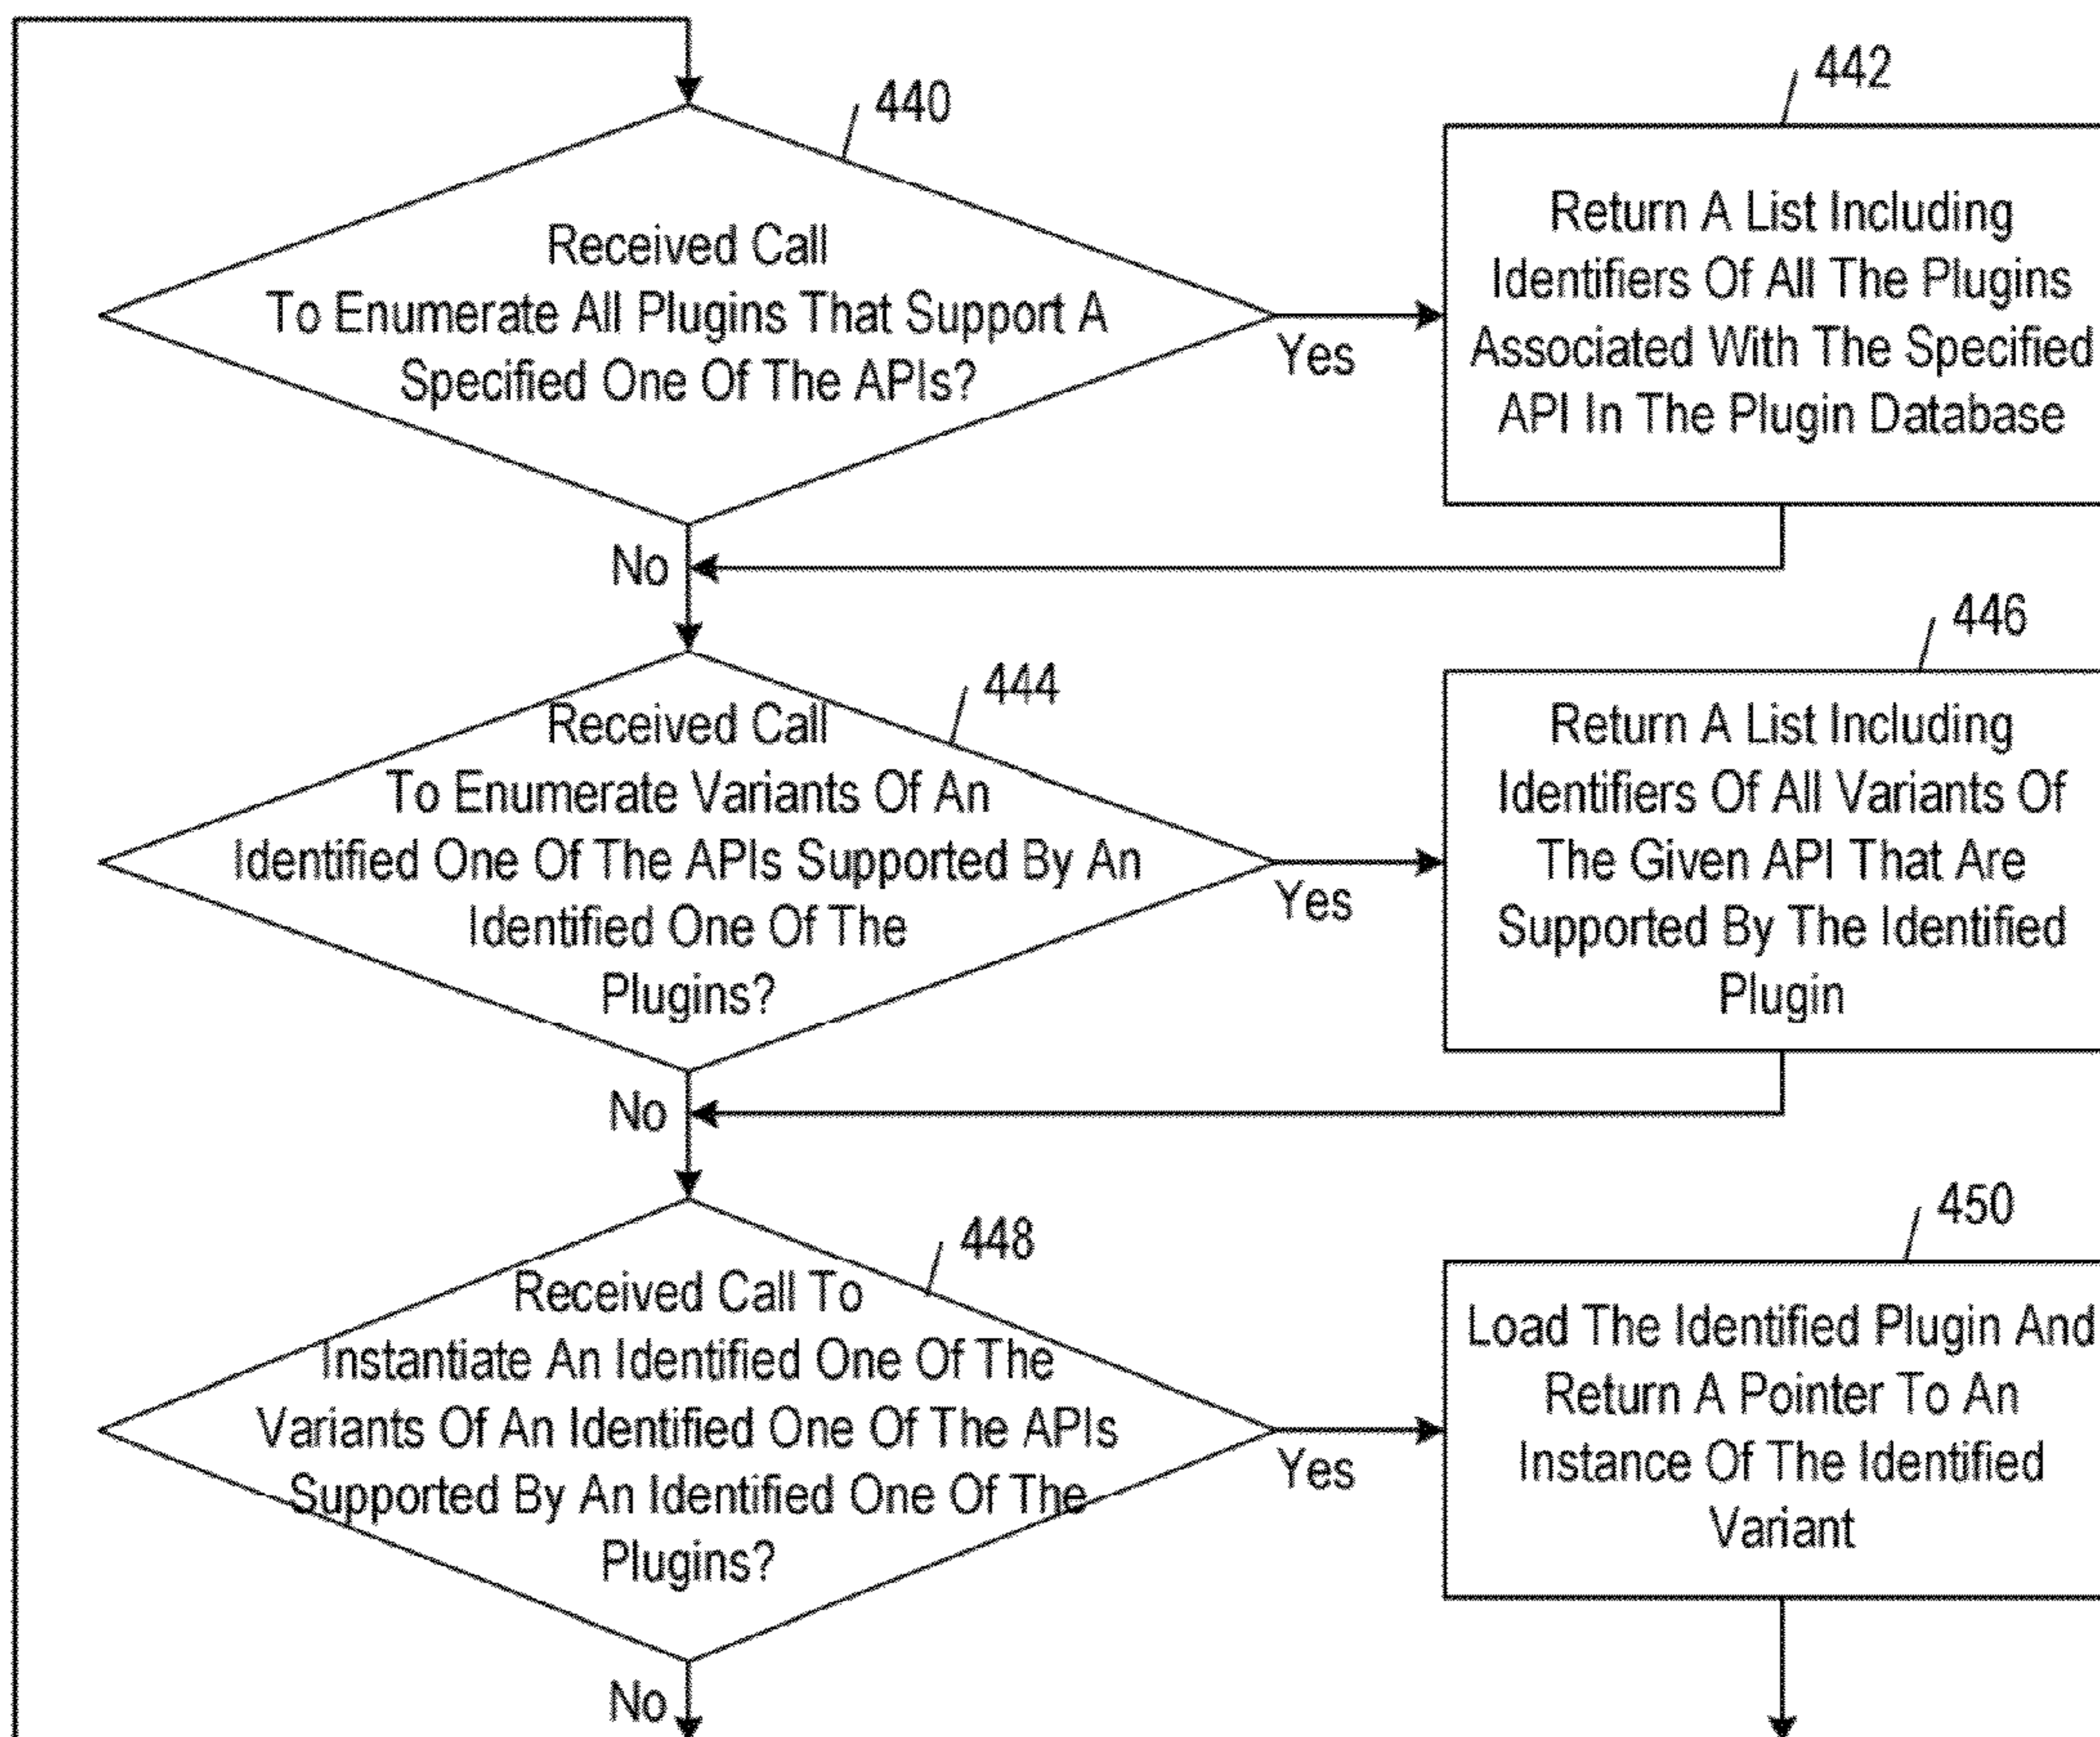 440
Received Call
To Enumerate All Plugins That Support A
Specified One Of The APIs?
Yes
No
442
Return A List Including
Identifiers Of All The Plugins
Associated With The Specified
API In The Plugin Database
444
Received Call
To Enumerate Variants Of An
Identified One Of The APIs Supported By An
Identified One Of The
Plugins?
Yes
No
446
Return A List Including
Identifiers Of All Variants Of
The Given API That Are
Supported By The Identified
Plugin
448
Received Call To
Instantiate An Identified One Of The
Variants Of An Identified One Of The APIs
Supported By An Identified One Of The
Plugins?
Yes
No
450
Load The Identified Plugin And
Return A Pointer To An
Instance Of The Identified
Variant